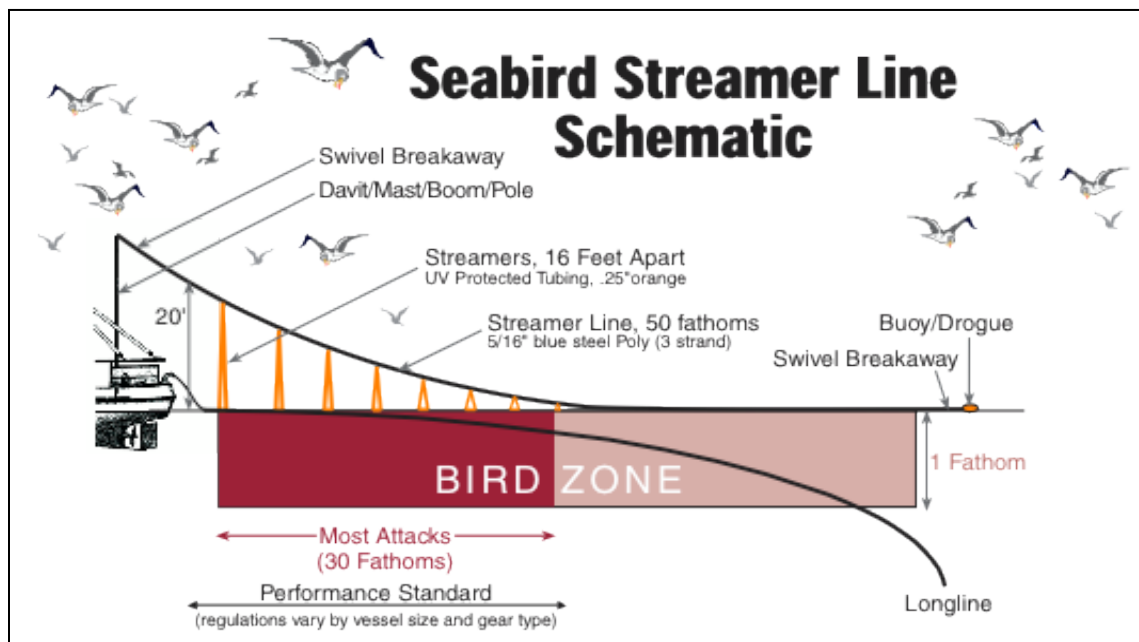 Seabird Streamer Line
Schematic
Swivel Breakaway
Davit/Mast/Boom/Pole
Streamers, 16 Feet Apart
UV Protected Tubing, .25"orange
20'
Streamer Line, 50 fathoms
5/16" blue steel Poly (3 strand)
Buoy/Drogue
Swivel Breakaway
BIRD ZONE
1 Fathom
Most Attacks
(30 Fathoms)
Performance Standard
(regulations vary by vessel size and gear type)
Longline